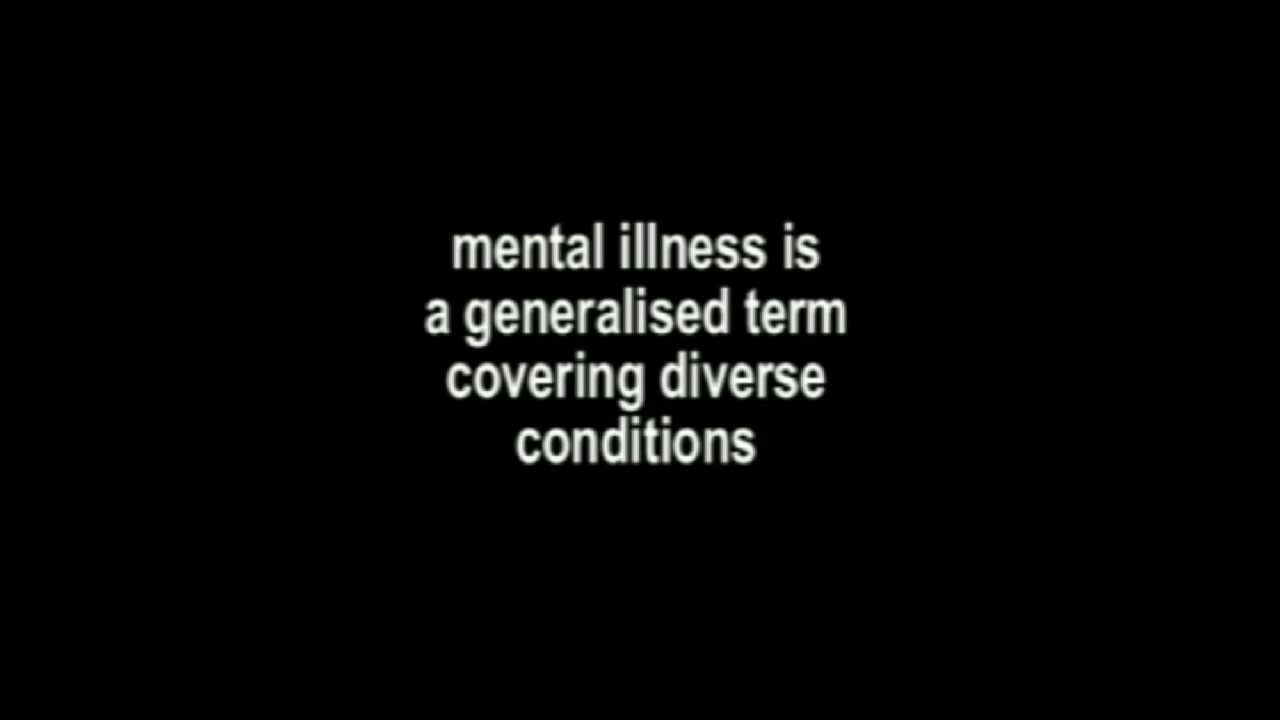 mental illness is
a generalised term
covering diverse
conditions